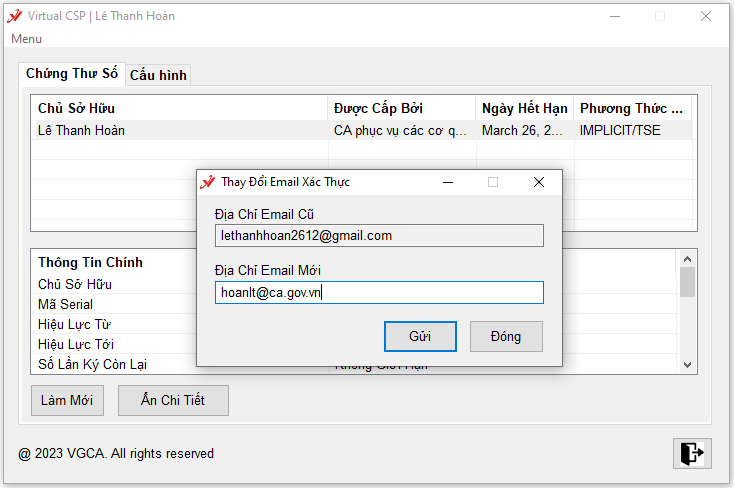 Virtual CSP | Lê Thanh Hoàn
Menu
Chứng Thư Số Cấu hình
Chủ Sở Hữu Được Cấp Bởi Ngày Hết Hạn Phương Thức ...
Lê Thanh Hoàn CA phục vụ các cơ q... March 26, 2... IMPLICIT/TSE
Thay Đổi Email Xác Thực
Địa Chỉ Email Cũ
lethanhhoan2612@gmail.com
Địa Chỉ Email Mới
hoanlt@ca.gov.vn
Gửi Đóng
Thông Tin Chính
Chủ Sở Hữu
Mã Serial
Hiệu Lực Từ
Hiệu Lực Tới
Số Lần Ký Còn Lại Không Giới Hạn
Làm Mới Ẩn Chi Tiết
@ 2023 VGCA. All rights reserved